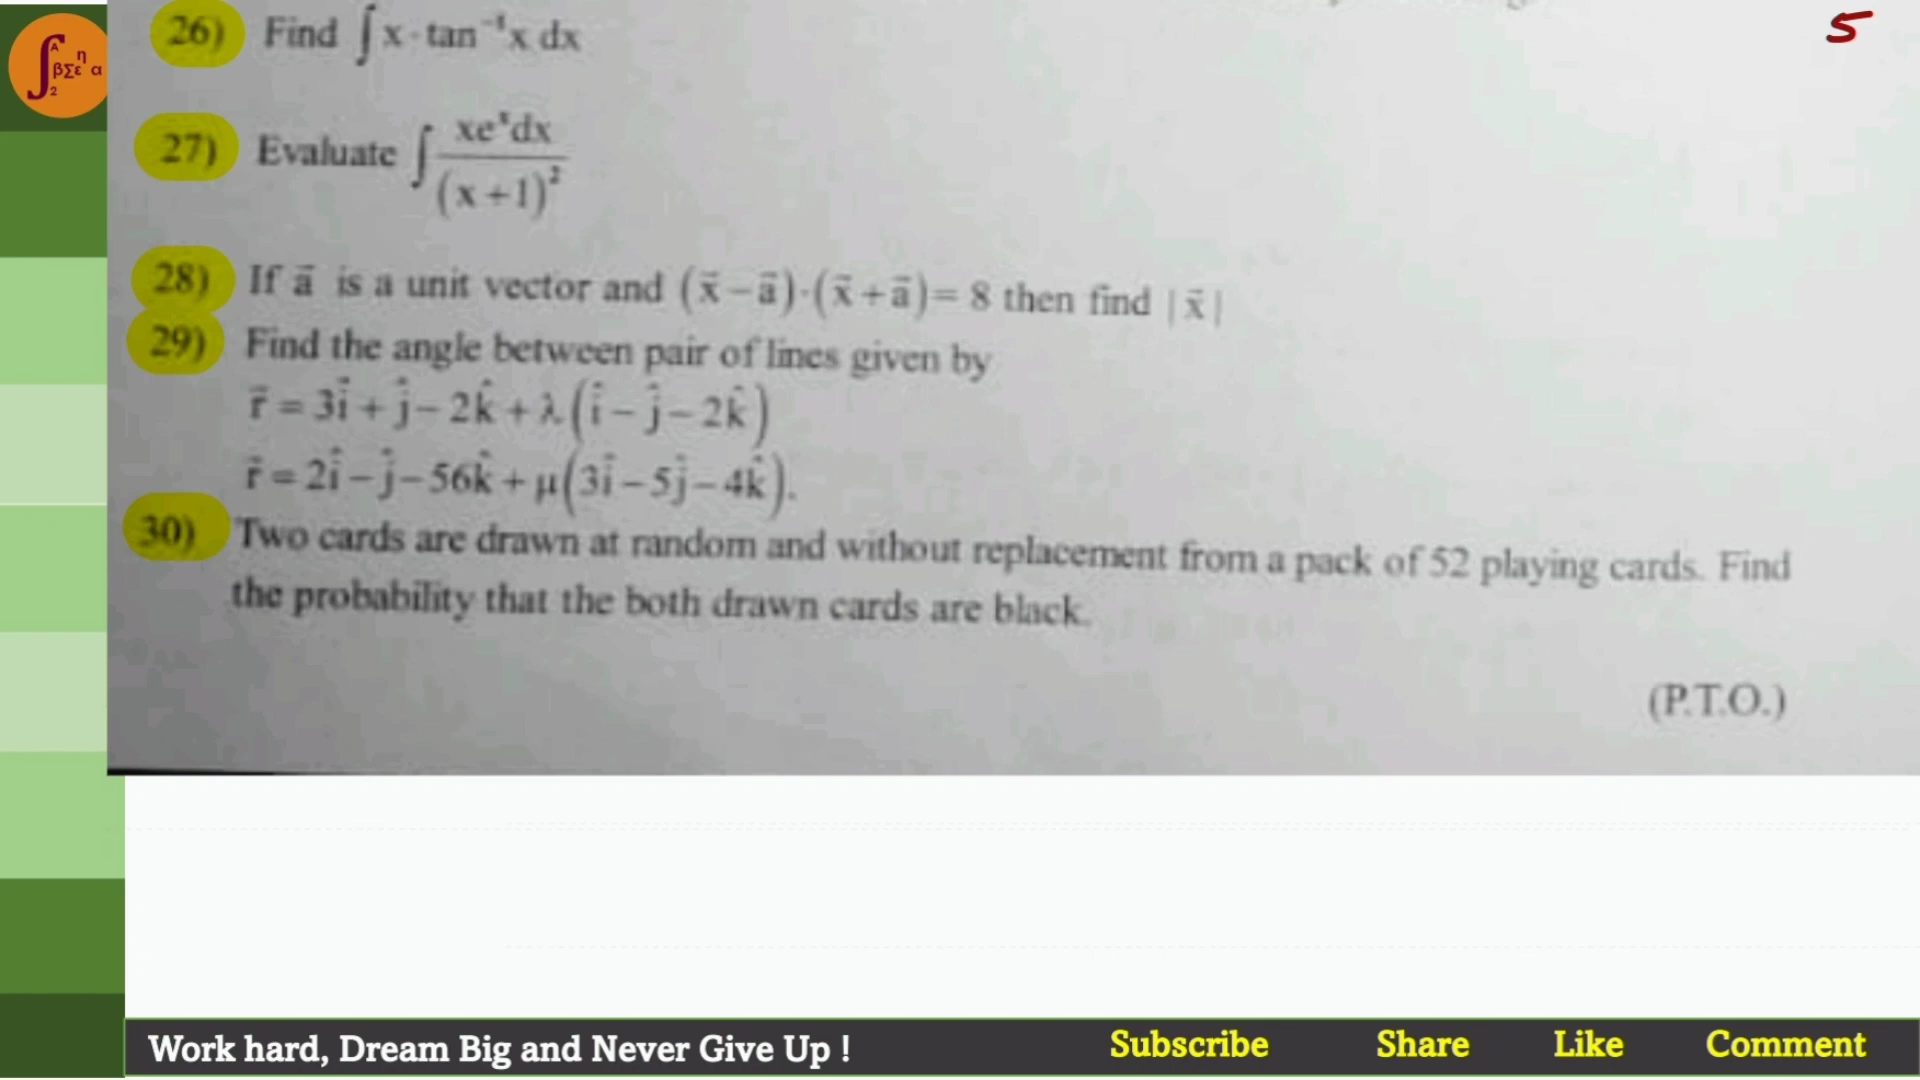 26) Find ∫x·tan⁻¹x dx
5
27) Evaluate ∫ xeˣdx / (x+1)²
28) If ā is a unit vector and (x̄−ā)·(x̄+ā)= 8 then find |x̄|
29) Find the angle between pair of lines given by
r̄ = 3î + ĵ − 2k̂ + λ(î − ĵ − 2k̂)
r̄ = 2î − ĵ − 56k̂ + μ(3î − 5ĵ − 4k̂).
30) Two cards are drawn at random and without replacement from a pack of 52 playing cards. Find
the probability that the both drawn cards are black.
(P.T.O.)
Work hard, Dream Big and Never Give Up ! Subscribe Share Like Comment